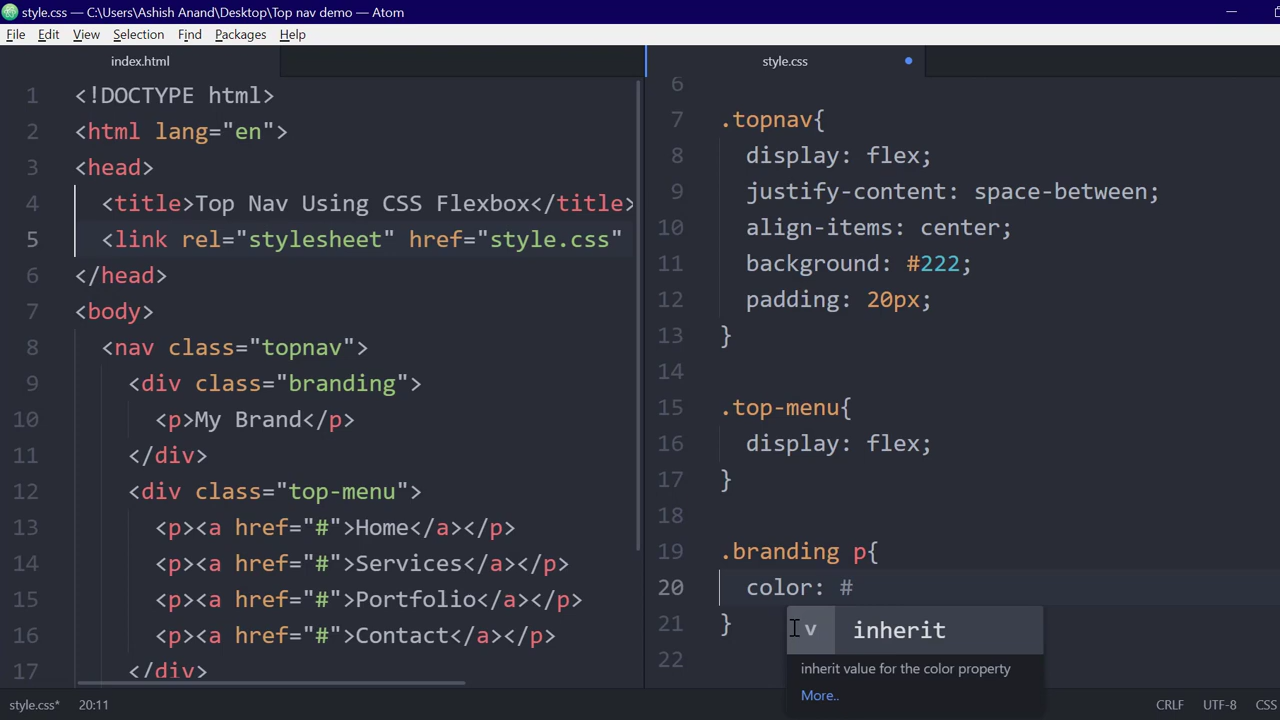 style.css — C:\Users\Ashish Anand\Desktop\Top nav demo — Atom
File Edit View Selection Find Packages Help
index.html
1 <!DOCTYPE html>
2 <html lang="en">
3 <head>
4 <title>Top Nav Using CSS Flexbox</title>
5 <link rel="stylesheet" href="style.css"
6 </head>
7 <body>
8 <nav class="topnav">
9 <div class="branding">
10 <p>My Brand</p>
11 </div>
12 <div class="top-menu">
13 <p><a href="#">Home</a></p>
14 <p><a href="#">Services</a></p>
15 <p><a href="#">Portfolio</a></p>
16 <p><a href="#">Contact</a></p>
17 </div>
style.css
6
7 .topnav{
8 display: flex;
9 justify-content: space-between;
10 align-items: center;
11 background: #222;
12 padding: 20px;
13 }
14
15 .top-menu{
16 display: flex;
17 }
18
19 .branding p{
20 color: #
21 }
22
v inherit
inherit value for the color property
More..
style.css* 20:11
CRLF UTF-8 CSS